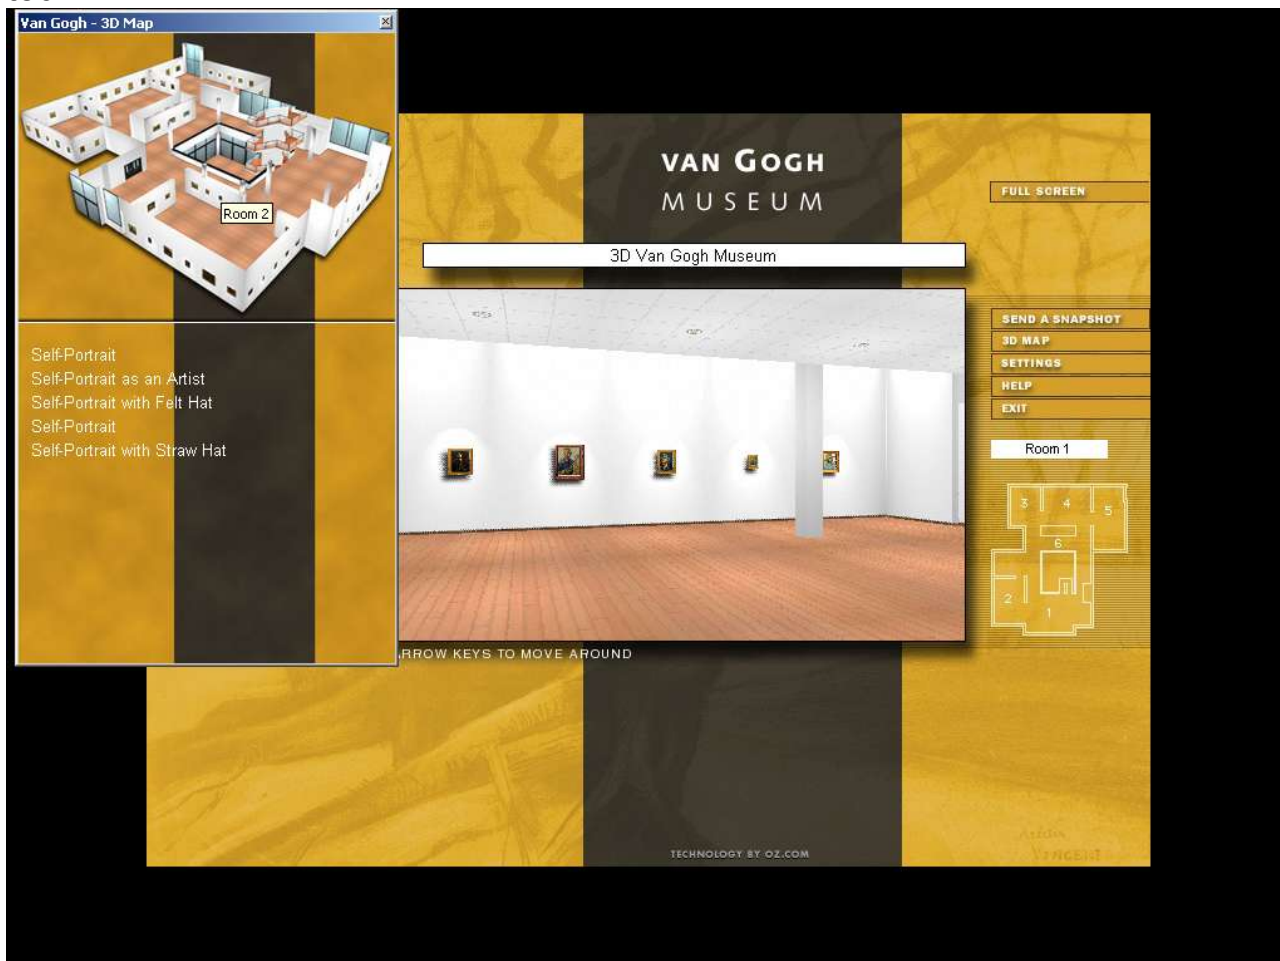 Van Gogh - 3D Map
Room 2
Self-Portrait
Self-Portrait as an Artist
Self-Portrait with Felt Hat
Self-Portrait
Self-Portrait with Straw Hat
VAN GOGH
MUSEUM
FULL SCREEN
3D Van Gogh Museum
SEND A SNAPSHOT
3D MAP
SETTINGS
HELP
EXIT
Room 1
3 4 5
6
2
1
ARROW KEYS TO MOVE AROUND
TECHNOLOGY BY OZ.COM
VINCENT